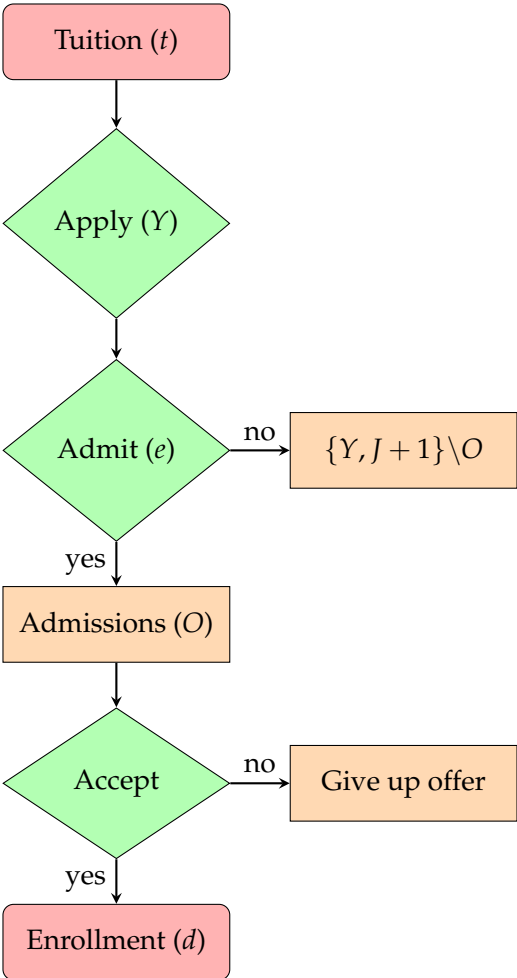 Tuition (t)
Apply (Y)
Admit (e)
no
{Y, J + 1}\O
yes
Admissions (O)
Accept
no
Give up offer
yes
Enrollment (d)